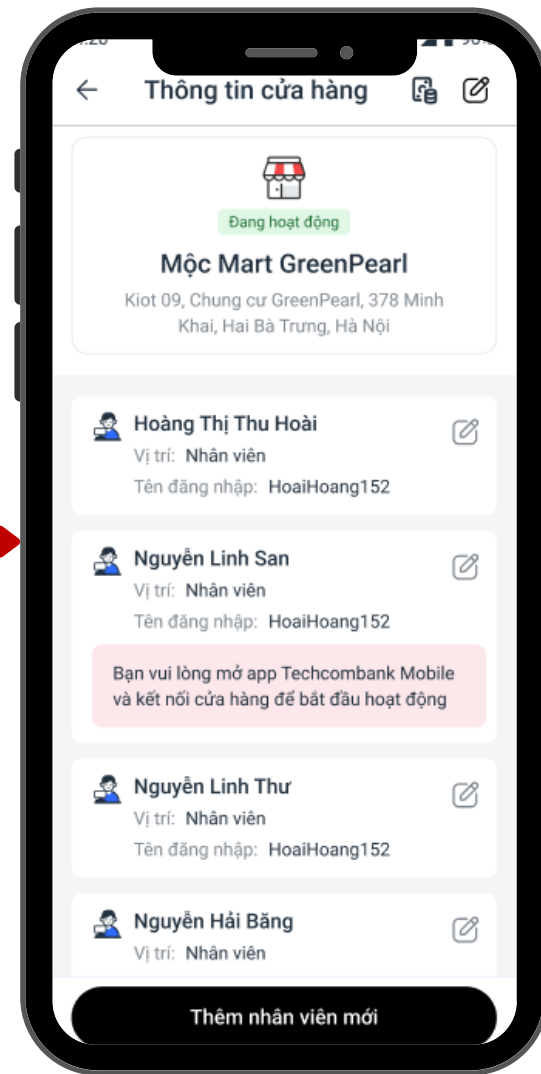 Thông tin cửa hàng
Đang hoạt động
Mộc Mart GreenPearl
Kiot 09, Chung cư GreenPearl, 378 Minh
Khai, Hai Bà Trưng, Hà Nội
Hoàng Thị Thu Hoài
Vị trí: Nhân viên
Tên đăng nhập: HoaiHoang152
Nguyễn Linh San
Vị trí: Nhân viên
Tên đăng nhập: HoaiHoang152
Bạn vui lòng mở app Techcombank Mobile
và kết nối cửa hàng để bắt đầu hoạt động
Nguyễn Linh Thư
Vị trí: Nhân viên
Tên đăng nhập: HoaiHoang152
Nguyễn Hải Băng
Vị trí: Nhân viên
Thêm nhân viên mới